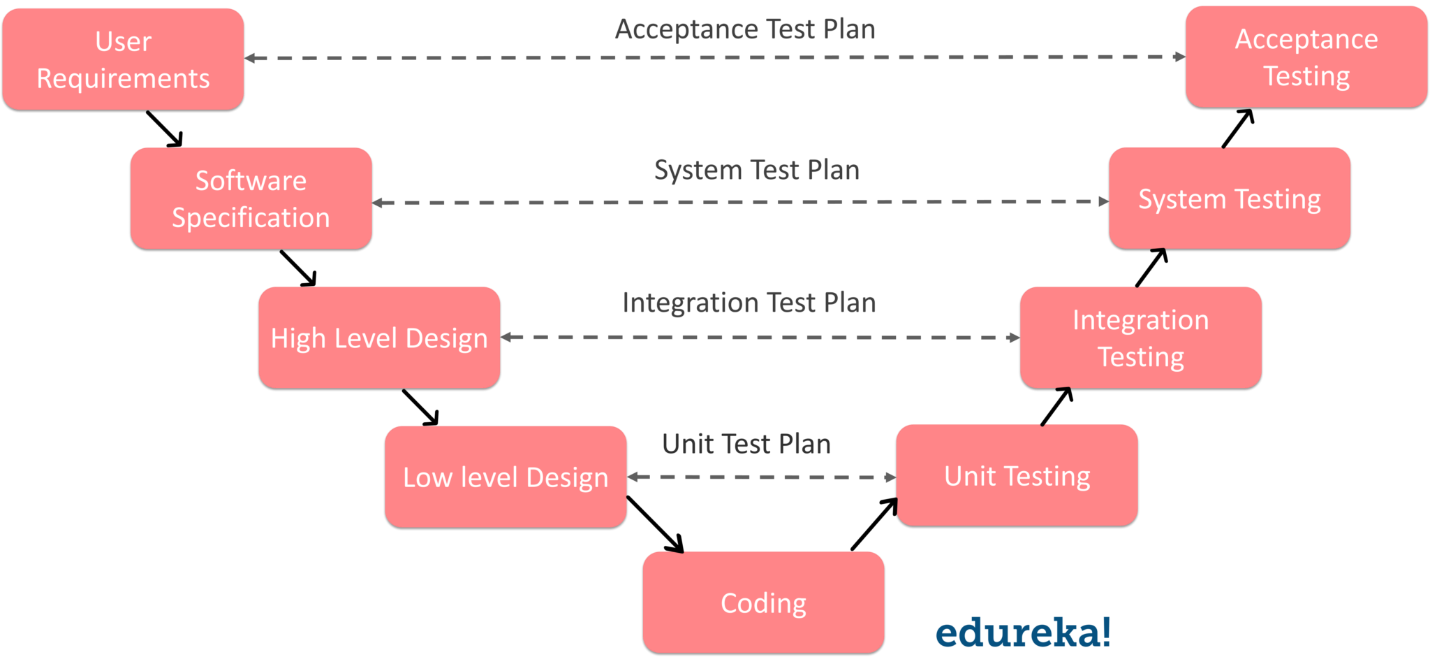 User
Requirements
Acceptance Test Plan
Acceptance
Testing
Software
Specification
System Test Plan
System Testing
High Level Design
Integration Test Plan
Integration
Testing
Low level Design
Unit Test Plan
Unit Testing
Coding
edureka!